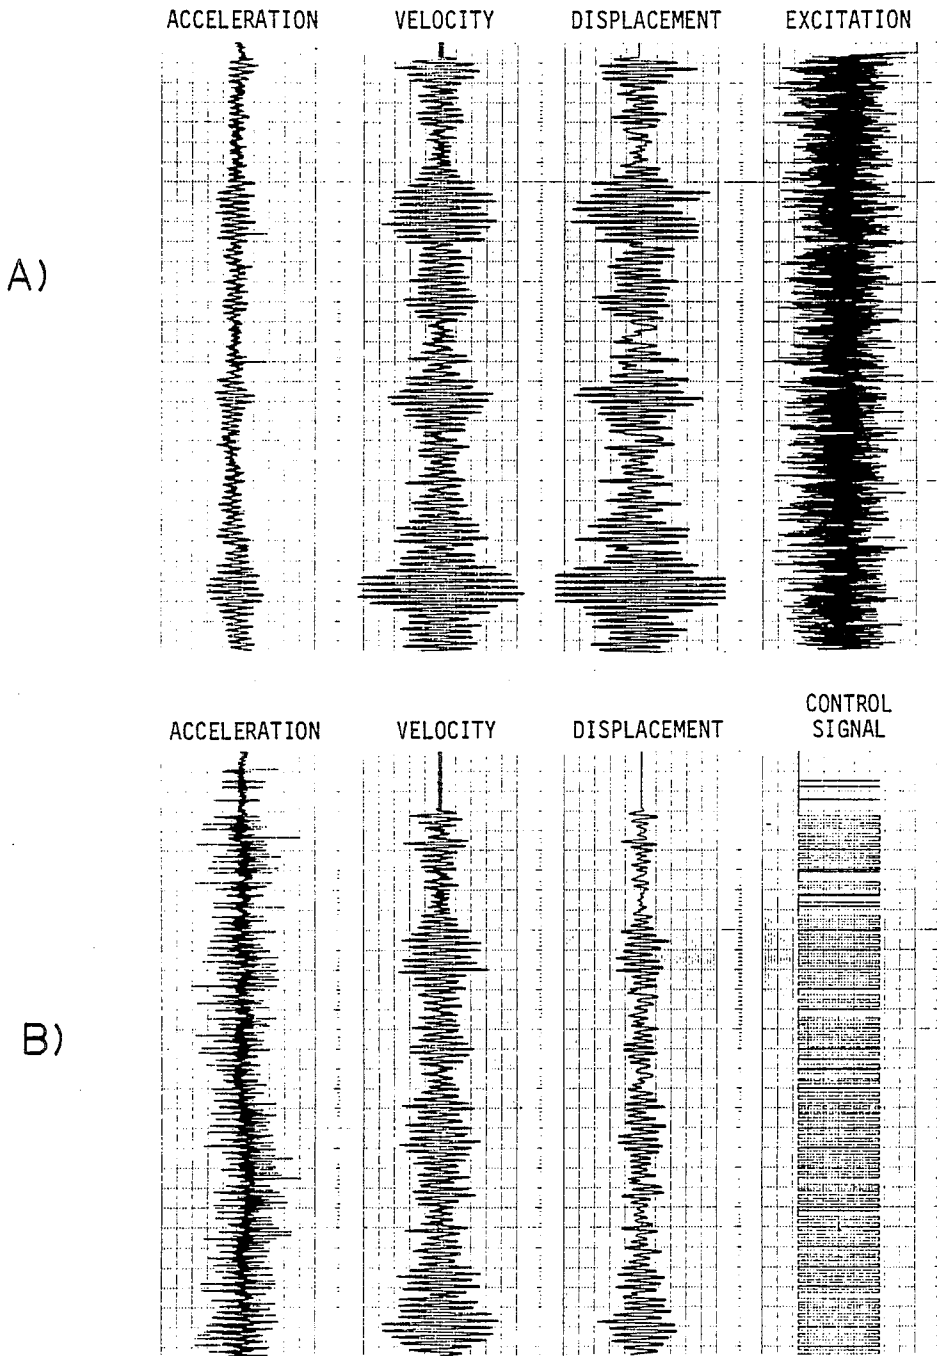 ACCELERATION VELOCITY DISPLACEMENT EXCITATION
A)
ACCELERATION VELOCITY DISPLACEMENT CONTROL
SIGNAL
B)